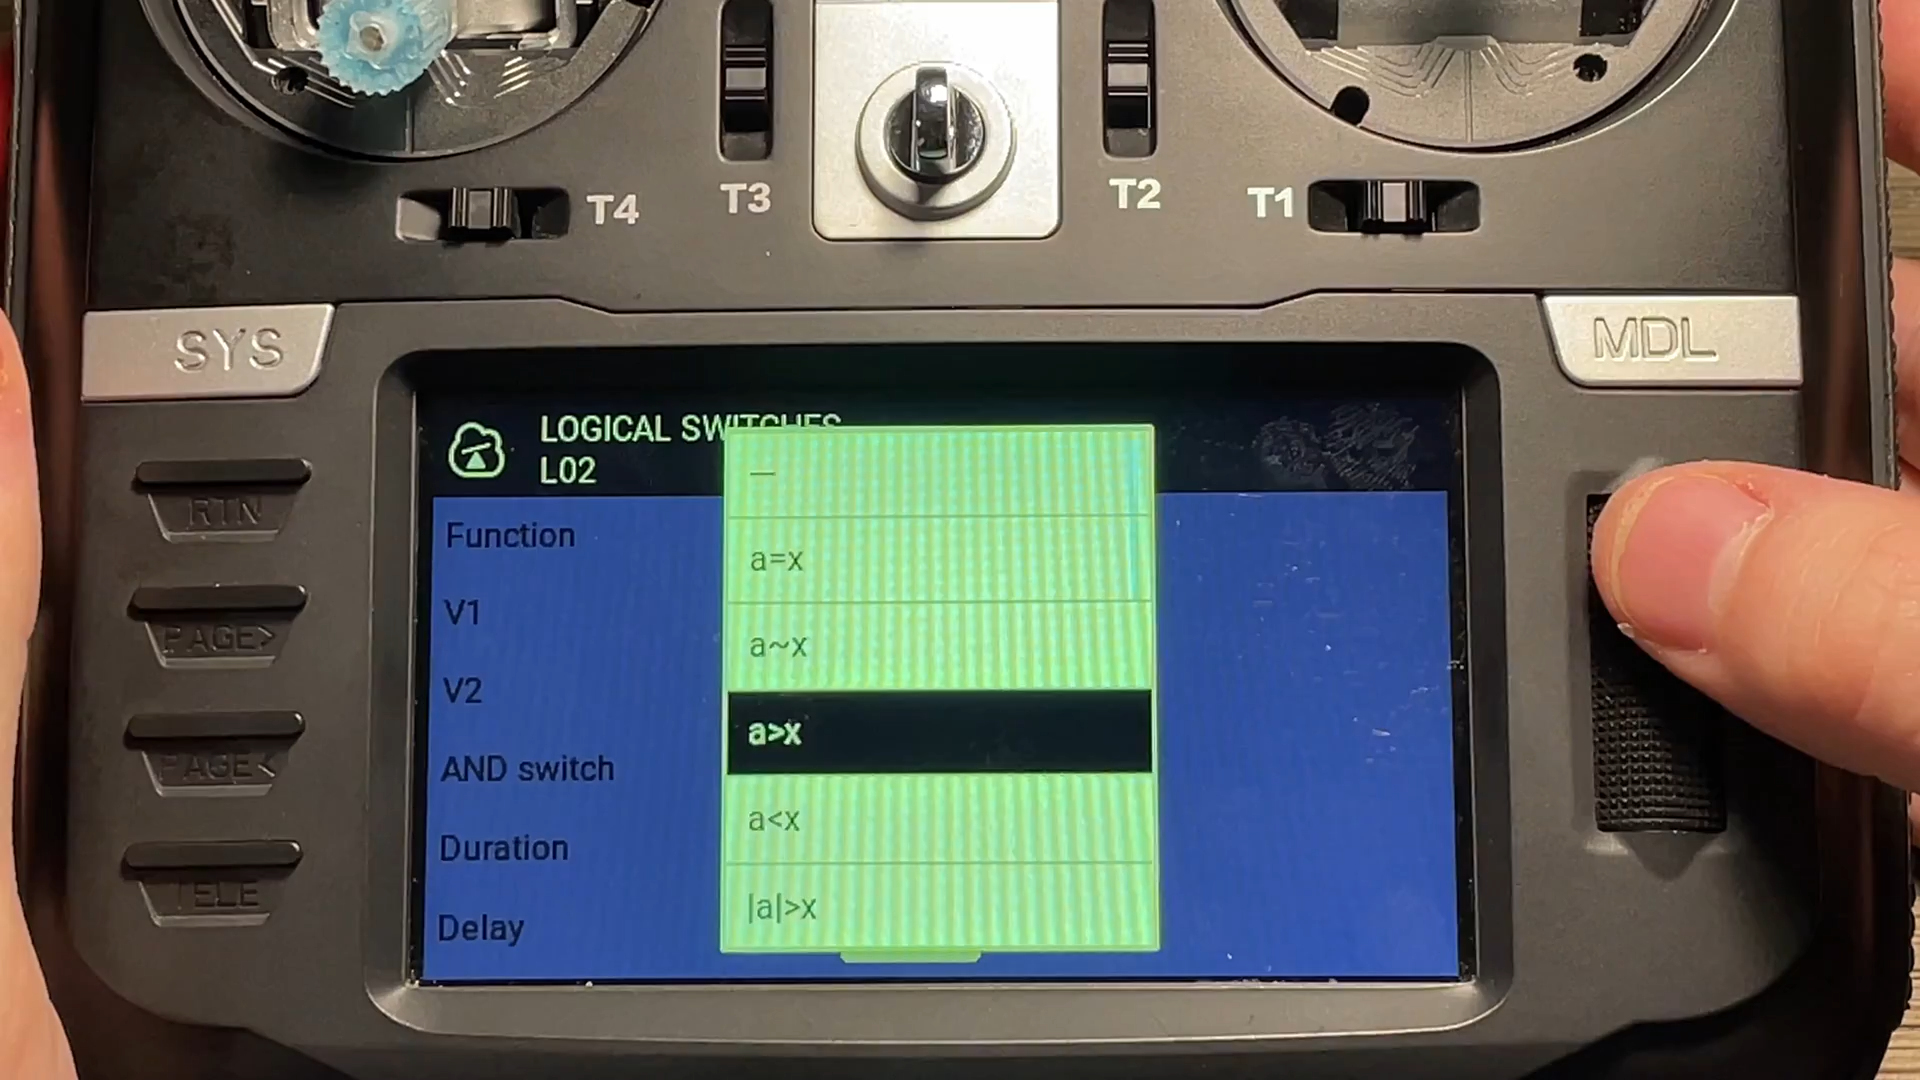 T4
T3
T2
T1
SYS
MDL
LOGICAL SWITCHES
L02
RTN
PAGE>
PAGE<
TELE
Function
V1
V2
AND switch
Duration
Delay
—
a=x
a~x
a>x
a<x
|a|>x